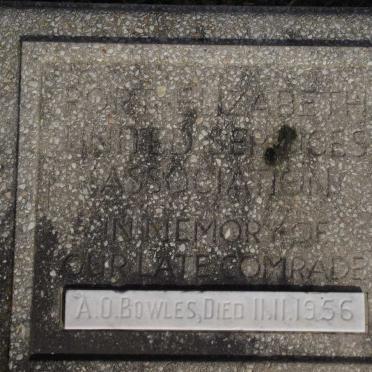 PORT ELIZABETH
UNITED SERVICES
ASSOCIATION
IN MEMORY OF
OUR LATE COMRADE
A.O. BOWLES, DIED 11.11.1956